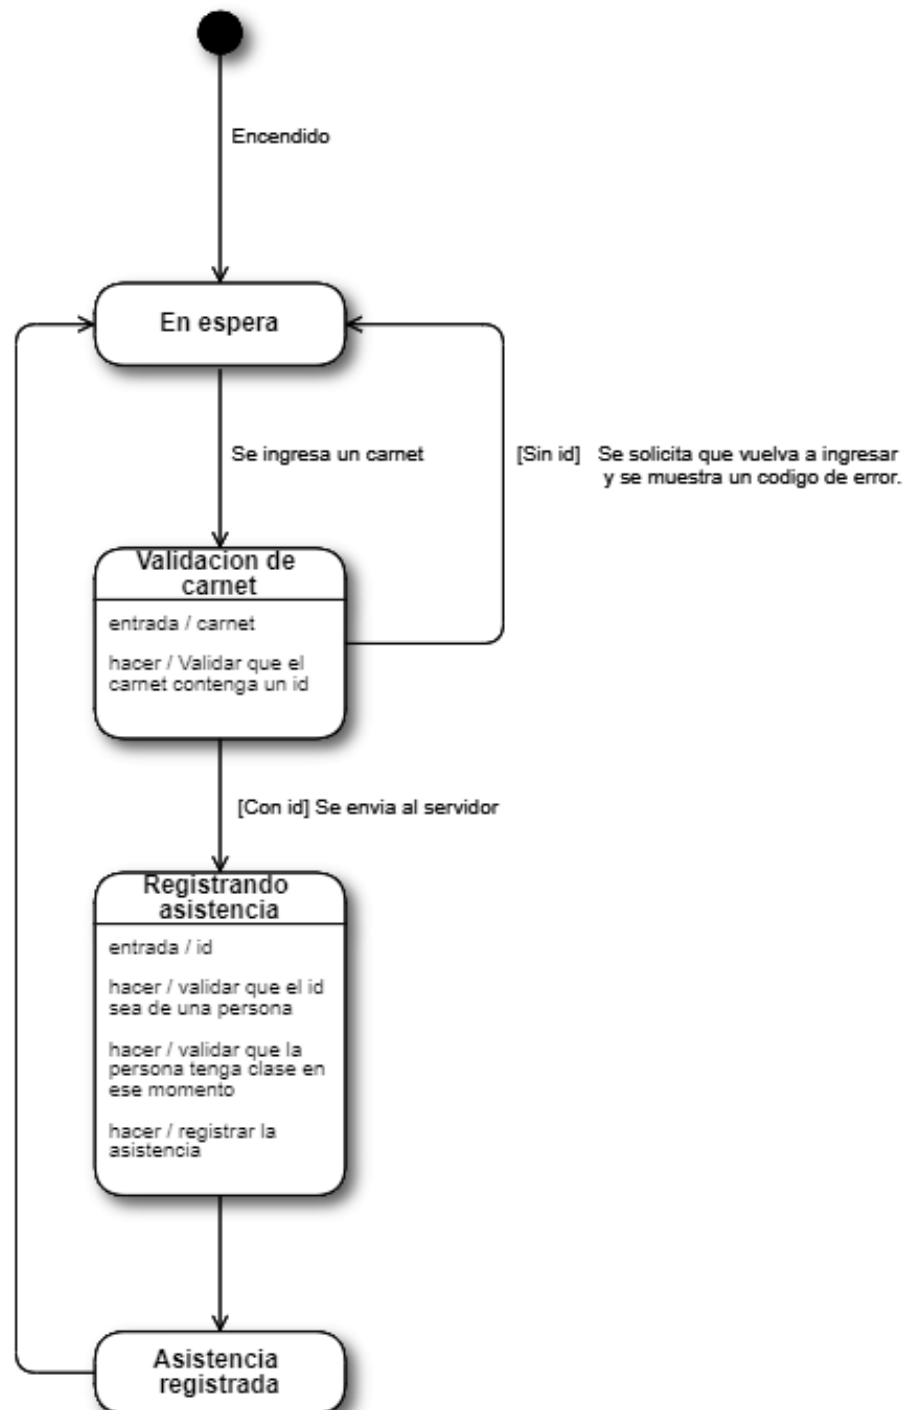 Encendido
En espera
Se ingresa un carnet
[Sin id] Se solicita que vuelva a ingresar
y se muestra un codigo de error.
Validacion de
carnet
entrada / carnet
hacer / Validar que el
carnet contenga un id
[Con id] Se envia al servidor
Registrando
asistencia
entrada / id
hacer / validar que el id
sea de una persona
hacer / validar que la
persona tenga clase en
ese momento
hacer / registrar la
asistencia
Asistencia
registrada